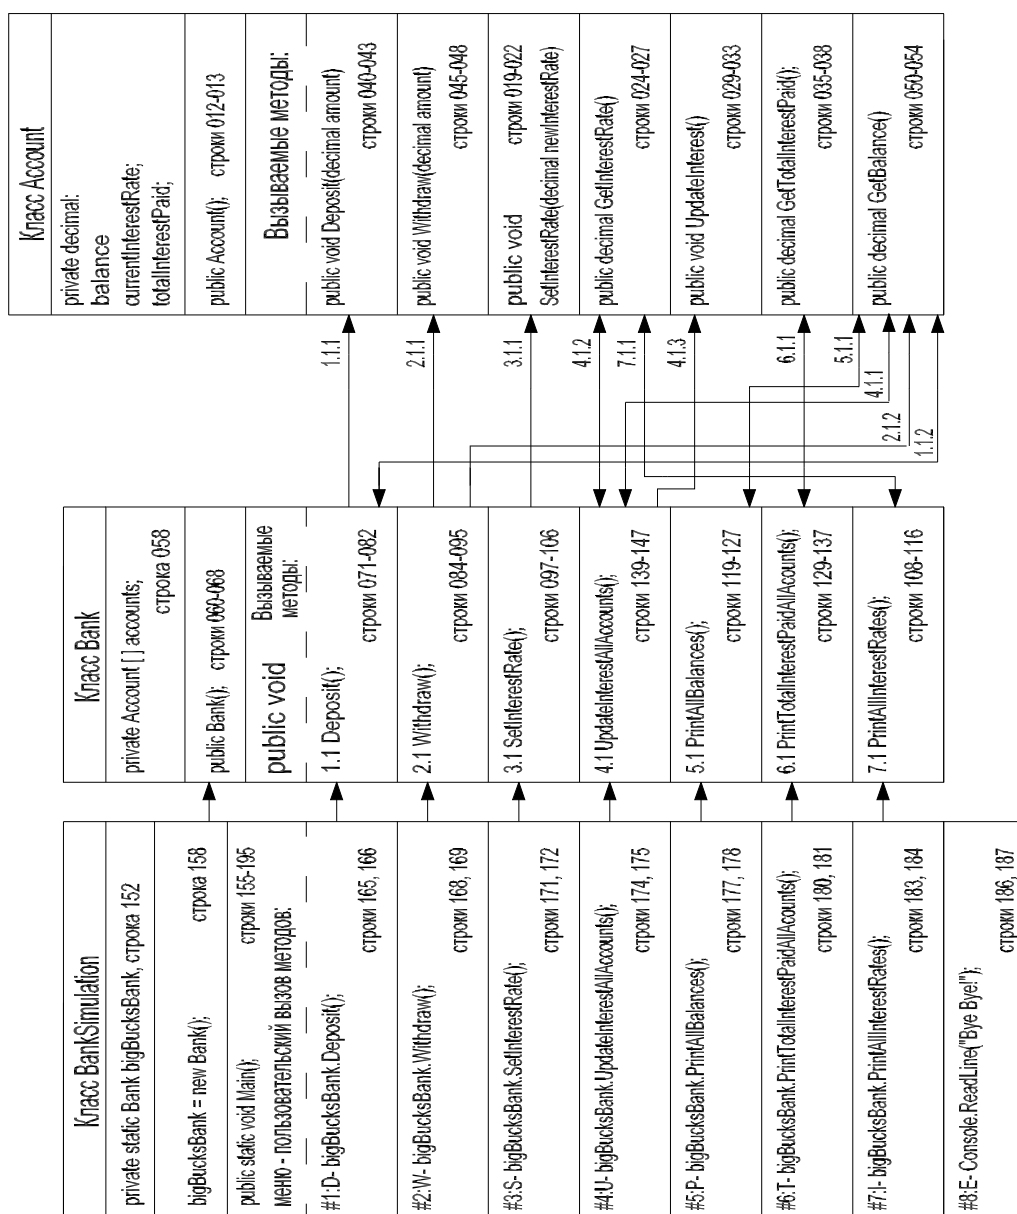 Класс Account
private decimal:
balance
currentInterestRate;
totalInterestPaid;
public Account(); строки 012-013
Вызываемые методы:
public void Deposit(decimal amount)
строки 040-043
public void Withdraw(decimal amount)
строки 045-048
public void строки 019-022
SetInterestRate(decimal newInterestRate)
public decimal GetInterestRate()
строки 024-027
public void UpdateInterest()
строки 029-033
public decimal GetTotalInterestPaid();
строки 035-038
public decimal GetBalance()
строки 050-054
1.1.1
2.1.1
3.1.1
4.1.2
7.1.1
4.1.3
6.1.1
5.1.1
4.1.1
2.1.2
1.1.2
Класс Bank
private Account [ ] accounts;
строка 058
public Bank(); строки 060-068
public void Вызываемые
методы:
1.1 Deposit();
строки 071-082
2.1 Withdraw();
строки 084-095
3.1 SetInterestRate();
строки 097-106
4.1 UpdateInterestAllAccounts();
строки 139-147
5.1 PrintAllBalances();
строки 119-127
6.1 PrintTotalInterestPaidAllAcounts();
строки 129-137
7.1 PrintAllInterestRates();
строки 108-116
Класс BankSimulation
private static Bank bigBucksBank, строка 152
bigBucksBank = new Bank();
строка 158
public static void Main(); строки 155-195
меню - пользовательский вызов методов:
#1:D- bigBucksBank.Deposit();
строки 165, 166
#2:W- bigBucksBank.Withdraw();
строки 168, 169
#3:S- bigBucksBank.SetInterestRate();
строки 171, 172
#4:U- bigBucksBank.UpdateInterestAllAccounts();
строки 174, 175
#5:P- bigBucksBank.PrintAllBalances();
строки 177, 178
#6:T- bigBucksBank.PrintTotalInterestPaidAllAcounts();
строки 180, 181
#7:I- bigBucksBank.PrintAllInterestRates();
строки 183, 184
#8:E- Console.ReadLine("Bye Bye!");
строки 186, 187